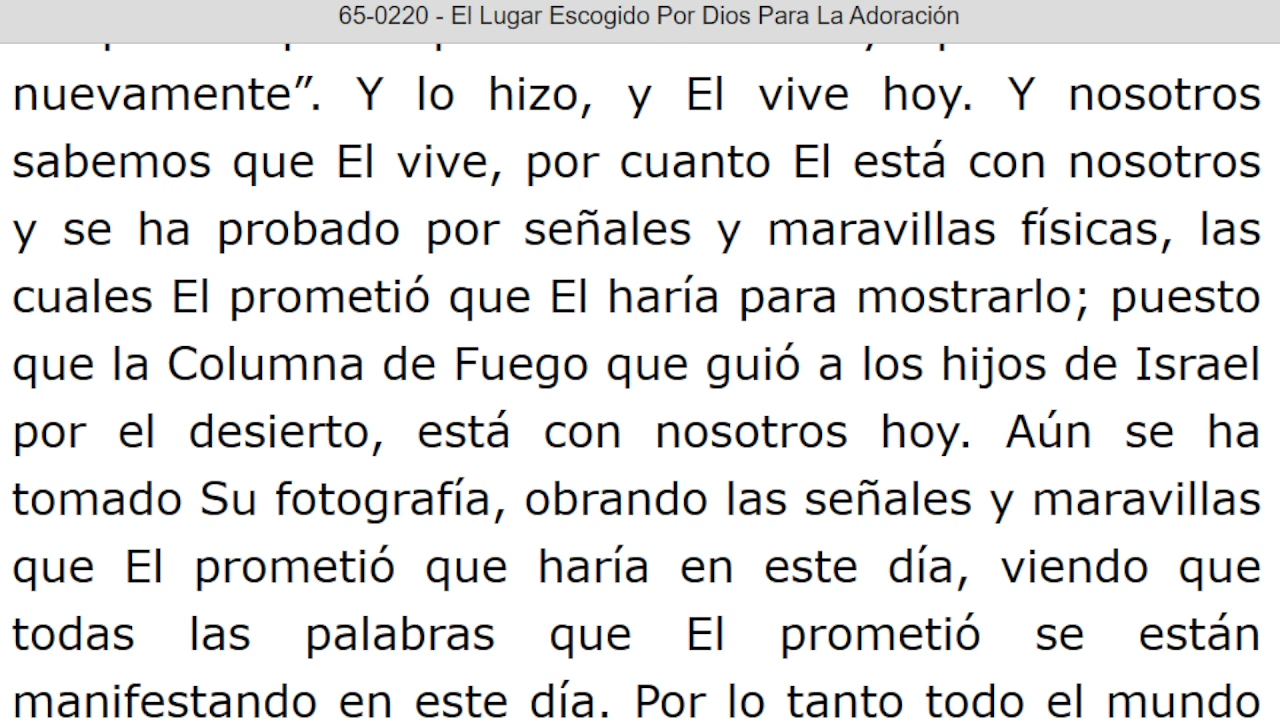 65-0220 - El Lugar Escogido Por Dios Para La Adoración
nuevamente”. Y lo hizo, y El vive hoy. Y nosotros
sabemos que El vive, por cuanto El está con nosotros
y se ha probado por señales y maravillas físicas, las
cuales El prometió que El haría para mostrarlo; puesto
que la Columna de Fuego que guió a los hijos de Israel
por el desierto, está con nosotros hoy. Aún se ha
tomado Su fotografía, obrando las señales y maravillas
que El prometió que haría en este día, viendo que
todas las palabras que El prometió se están
manifestando en este día. Por lo tanto todo el mundo